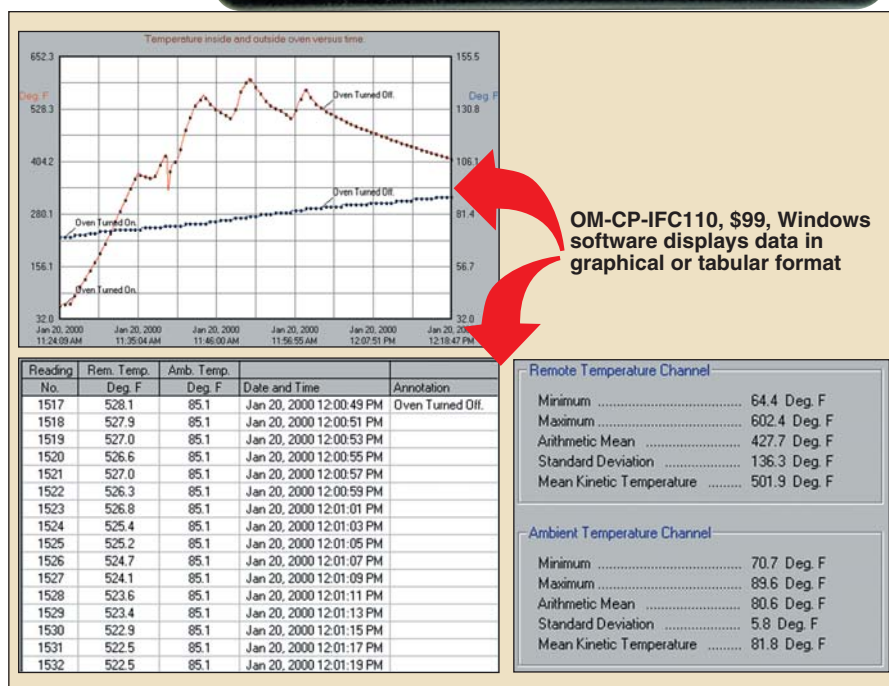 Temperature inside and outside oven versus time.
652.3
155.5
Deg. F
Deg. F
528.3
130.8
Oven Turned Off.
404.2
106.1
Oven Turned Off.
280.1
81.4
Oven Turned On.
156.1
56.7
Oven Turned On.
32.0
32.0
Jan 20, 2000 Jan 20, 2000 Jan 20, 2000 Jan 20, 2000 Jan 20, 2000 Jan 20,
11:24:09 AM 11:35:04 AM 11:46:00 AM 11:56:55 AM 12:07:51 PM 12:18:47 PM
OM-CP-IFC110, $99, Windows
software displays data in
graphical or tabular format
Reading Rem. Temp. Amb. Temp.
No. Deg. F Deg. F Date and Time Annotation
1517 528.1 85.1 Jan 20, 2000 12:00:49 PM Oven Turned Off.
1518 527.9 85.1 Jan 20, 2000 12:00:51 PM
1519 527.0 85.1 Jan 20, 2000 12:00:53 PM
1520 526.6 85.1 Jan 20, 2000 12:00:55 PM
1521 527.0 85.1 Jan 20, 2000 12:00:57 PM
1522 526.3 85.1 Jan 20, 2000 12:00:59 PM
1523 526.8 85.1 Jan 20, 2000 12:01:01 PM
1524 525.4 85.1 Jan 20, 2000 12:01:03 PM
1525 525.2 85.1 Jan 20, 2000 12:01:05 PM
1526 524.7 85.1 Jan 20, 2000 12:01:07 PM
1527 524.1 85.1 Jan 20, 2000 12:01:09 PM
1528 523.6 85.1 Jan 20, 2000 12:01:11 PM
1529 523.4 85.1 Jan 20, 2000 12:01:13 PM
1530 522.9 85.1 Jan 20, 2000 12:01:15 PM
1531 522.5 85.1 Jan 20, 2000 12:01:17 PM
1532 522.5 85.1 Jan 20, 2000 12:01:19 PM
Remote Temperature Channel
Minimum ........ 64.4 Deg. F
Maximum ........ 602.4 Deg. F
Arithmetic Mean ........ 427.7 Deg. F
Standard Deviation ........ 136.3 Deg. F
Mean Kinetic Temperature ........ 501.9 Deg. F
Ambient Temperature Channel
Minimum ........ 70.7 Deg. F
Maximum ........ 89.6 Deg. F
Arithmetic Mean ........ 80.6 Deg. F
Standard Deviation ........ 5.8 Deg. F
Mean Kinetic Temperature ........ 81.8 Deg. F